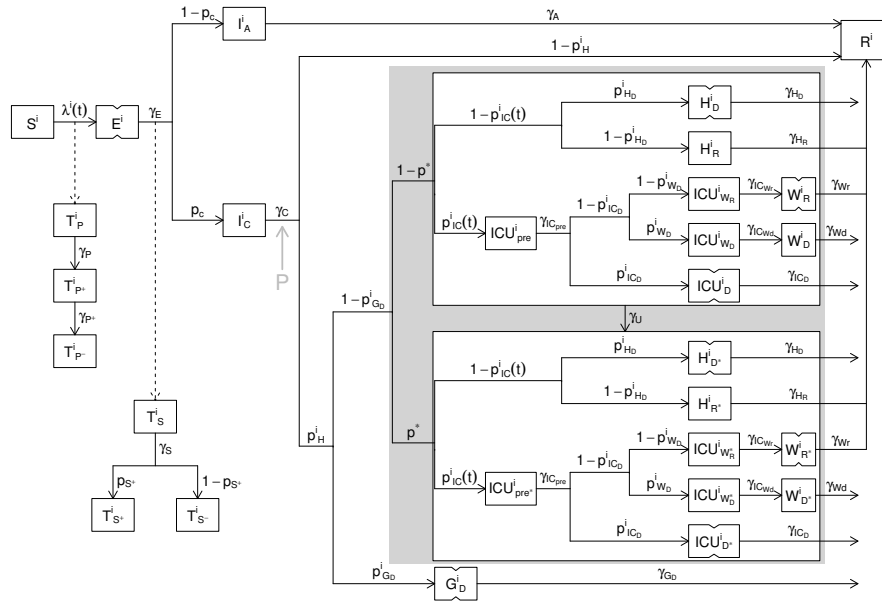 1−p_c I^i_A γ_A R^i
1−p^i_H
p^i_{H_D} H^i_D γ_{H_D}
1−p^i_{IC}(t)
λ^i(t) γ_E
S^i E^i
1−p^i_{H_D} H^i_R γ_{H_R}
1−p^*
1−p^i_{W_D} ICU^i_{W_R} γ_{IC_{Wr}} W^i_R γ_{Wr}
p_c I^i_C γ_C
1−p^i_{IC_D}
T^i_P
p^i_{IC}(t) ICU^i_{pre} γ_{IC_{pre}}
p^i_{W_D} ICU^i_{W_D} γ_{IC_{Wd}} W^i_D γ_{Wd}
γ_P
P
T^i_{P^+}
p^i_{IC_D} ICU^i_D γ_{IC_D}
1−p^i_{G_D}
γ_{P^+} γ_U
T^i_{P^-}
p^i_{H_D} H^i_{D^*} γ_{H_D}
1−p^i_{IC}(t)
1−p^i_{H_D} H^i_{R^*} γ_{H_R}
T^i_S
p^i_H p^*
γ_S
1−p^i_{W_D} ICU^i_{W^*_R} γ_{IC_{Wr}} W^i_{R^*} γ_{Wr}
1−p^i_{IC_D}
p_{S^+} 1−p_{S^+}
p^i_{IC}(t) ICU^i_{pre^*} γ_{IC_{pre}}
p^i_{W_D} ICU^i_{W^*_D} γ_{IC_{Wd}} W^i_{D^*} γ_{Wd}
T^i_{S^+} T^i_{S^-}
p^i_{IC_D} ICU^i_{D^*} γ_{IC_D}
p^i_{G_D} G^i_D γ_{G_D}